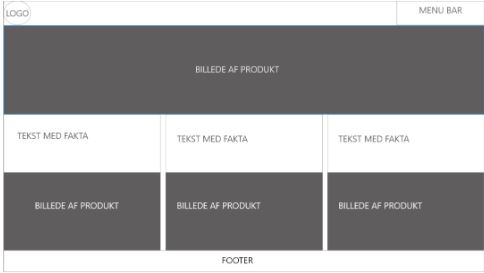 LOGO
MENU BAR
BILLEDE AF PRODUKT
TEKST MED FAKTA
TEKST MED FAKTA
TEKST MED FAKTA
BILLEDE AF PRODUKT
BILLEDE AF PRODUKT
BILLEDE AF PRODUKT
FOOTER